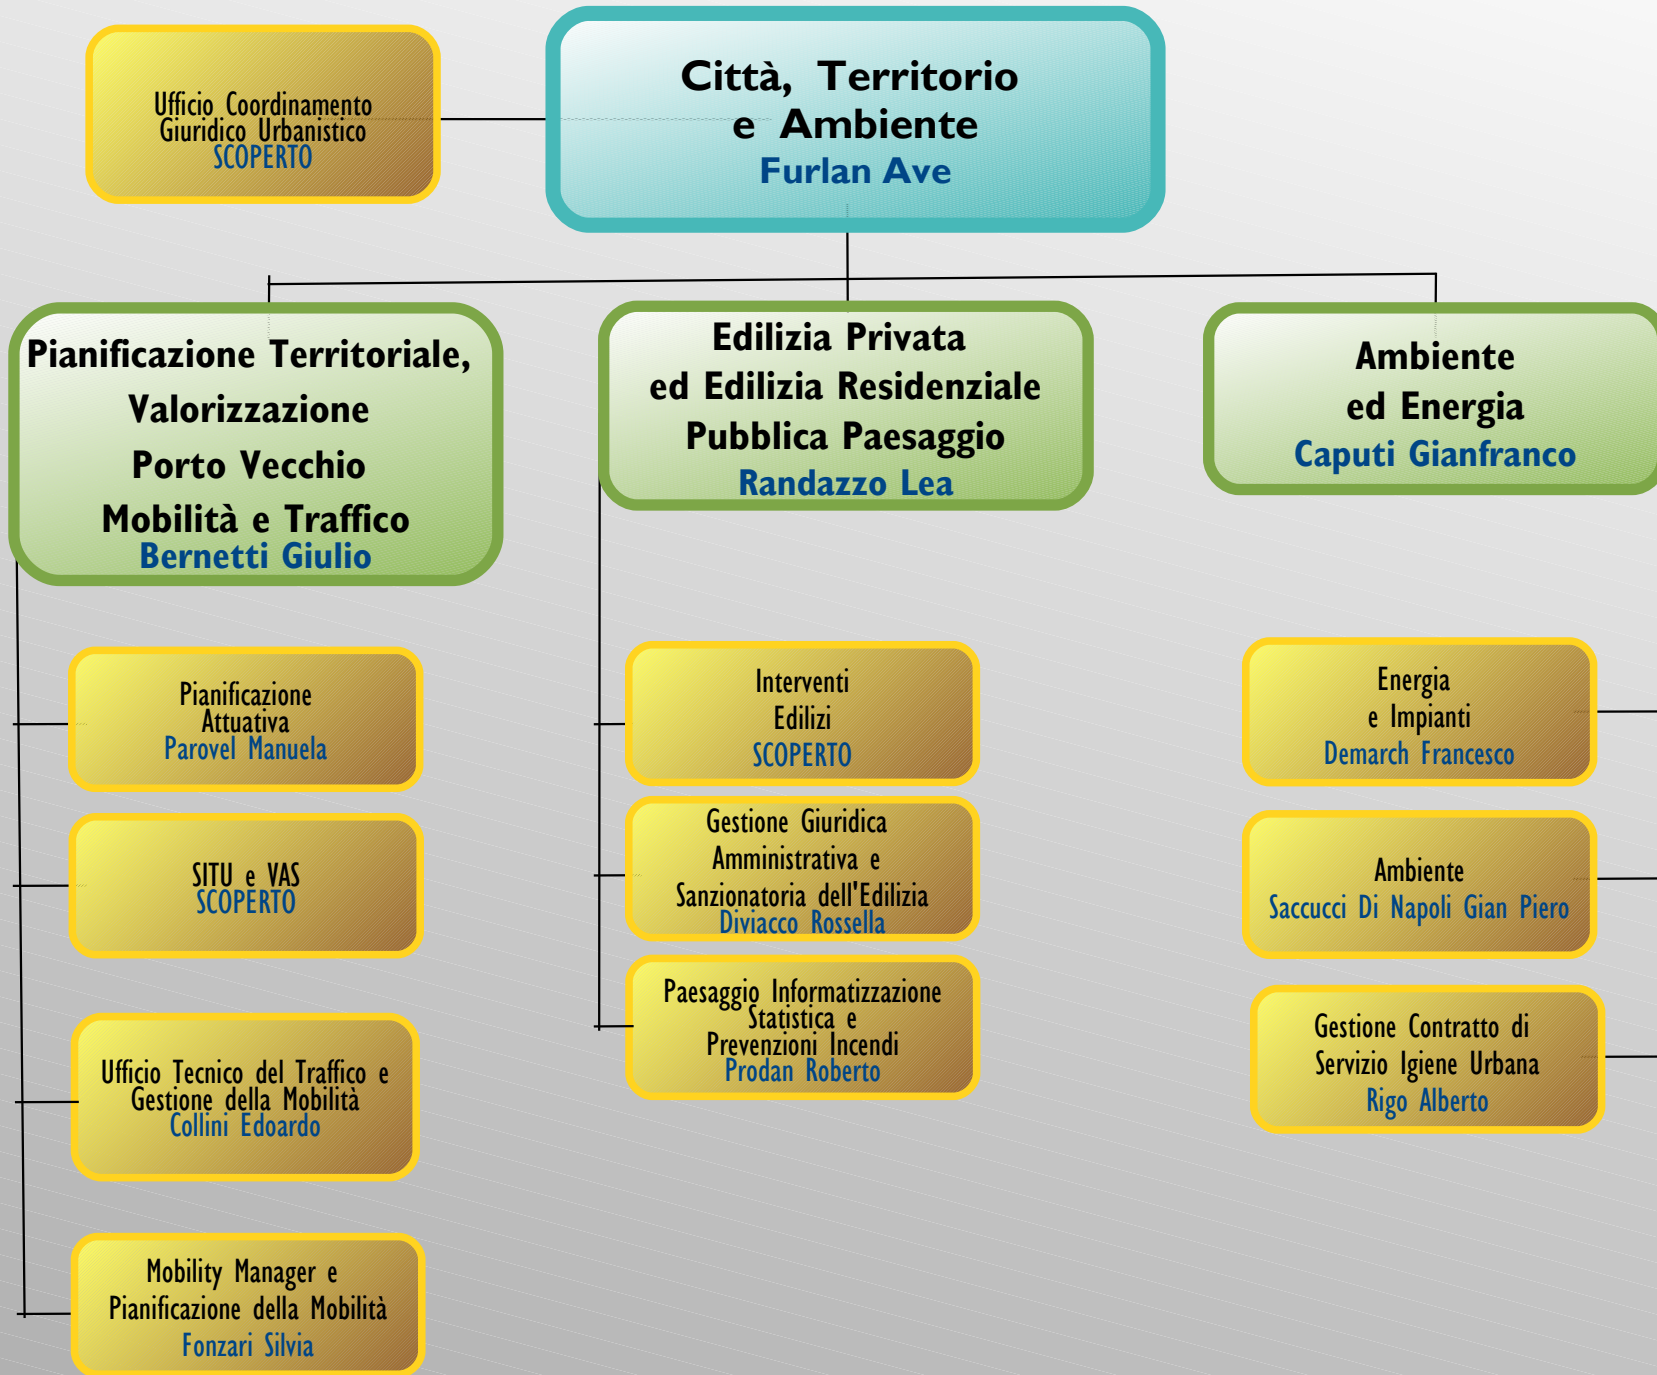 Ufficio Coordinamento
Giuridico Urbanistico
SCOPERTO
Città, Territorio
e Ambiente
Furlan Ave
Pianificazione Territoriale,
Valorizzazione
Porto Vecchio
Mobilità e Traffico
Bernetti Giulio
Edilizia Privata
ed Edilizia Residenziale
Pubblica Paesaggio
Randazzo Lea
Ambiente
ed Energia
Caputi Gianfranco
Pianificazione
Attuativa
Parovel Manuela
SITU e VAS
SCOPERTO
Ufficio Tecnico del Traffico e
Gestione della Mobilità
Collini Edoardo
Mobility Manager e
Pianificazione della Mobilità
Fonzari Silvia
Interventi
Edilizi
SCOPERTO
Gestione Giuridica
Amministrativa e
Sanzionatoria dell'Edilizia
Diviacco Rossella
Paesaggio Informatizzazione
Statistica e
Prevenzioni Incendi
Prodan Roberto
Energia
e Impianti
Demarch Francesco
Ambiente
Saccucci Di Napoli Gian Piero
Gestione Contratto di
Servizio Igiene Urbana
Rigo Alberto